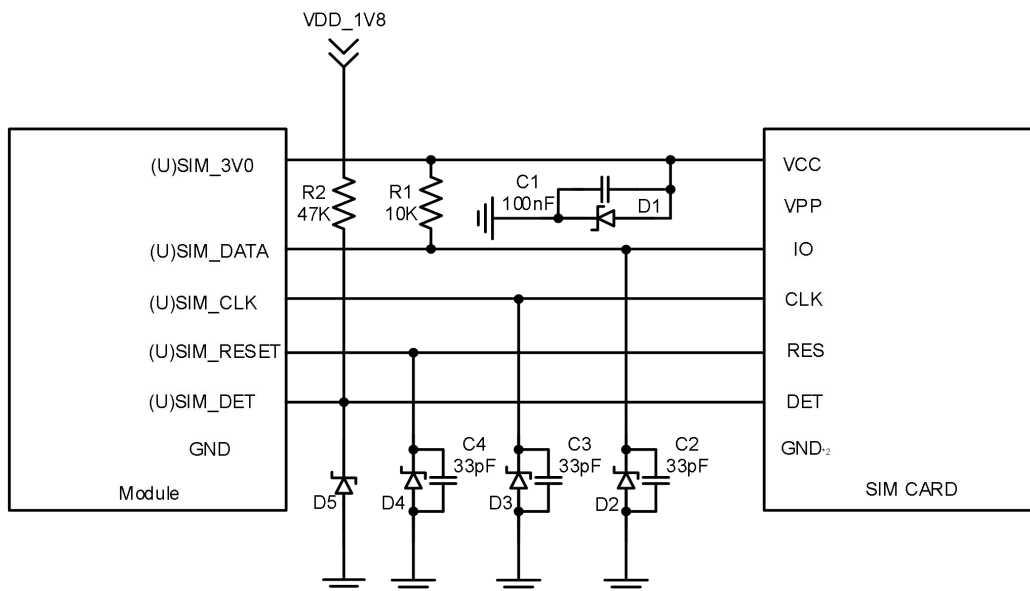 VDD_1V8
(U)SIM_3V0
R2
47K
R1
10K
C1
100nF
D1
VCC
VPP
(U)SIM_DATA
IO
(U)SIM_CLK
CLK
(U)SIM_RESET
RES
(U)SIM_DET
DET
GND
C4
33pF
C3
33pF
C2
33pF
GND*2
Module
D5
D4
D3
D2
SIM CARD